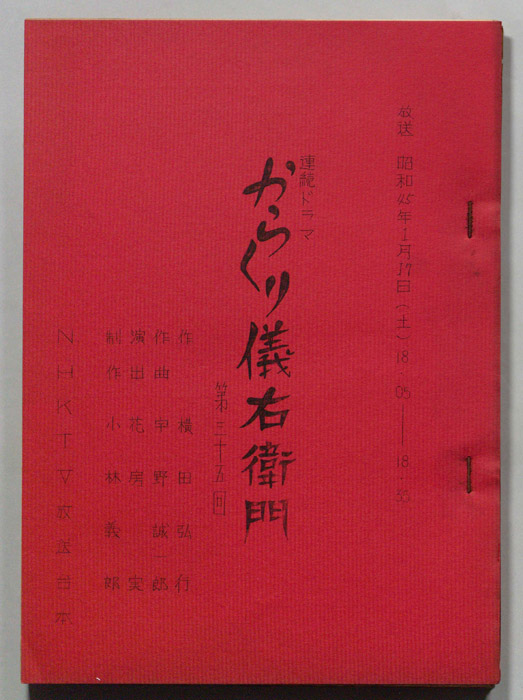 放送 昭和45年1月17日(土)18.05——18.30
連続ドラマ
からくり儀右衛門
第三十五回
作 横田弘行
作曲 宇野誠一郎
演出 花房 実
制作 小林 義
NHKTV放送台本